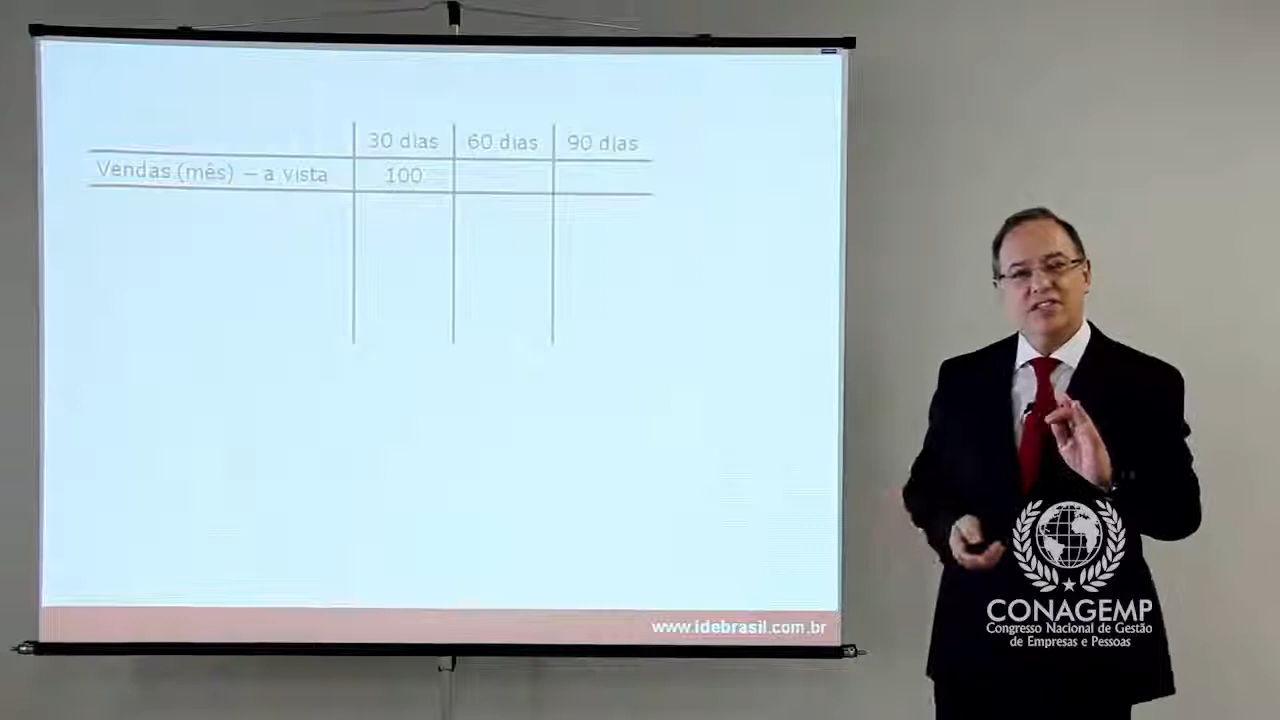 30 dias 60 dias 90 dias
Vendas (mês) – a vista 100
www.idebrasil.com.br
CONAGEMP
Congresso Nacional de Gestão
de Empresas e Pessoas